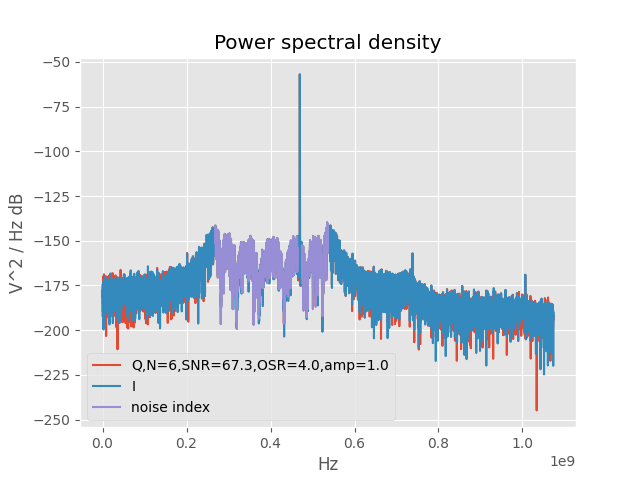 Power spectral density
V^2 / Hz dB
−50
−75
−100
−125
−150
−175
−200
−225
−250
Q,N=6,SNR=67.3,OSR=4.0,amp=1.0
I
noise index
0.0 0.2 0.4 0.6 0.8 1.0
1e9
Hz